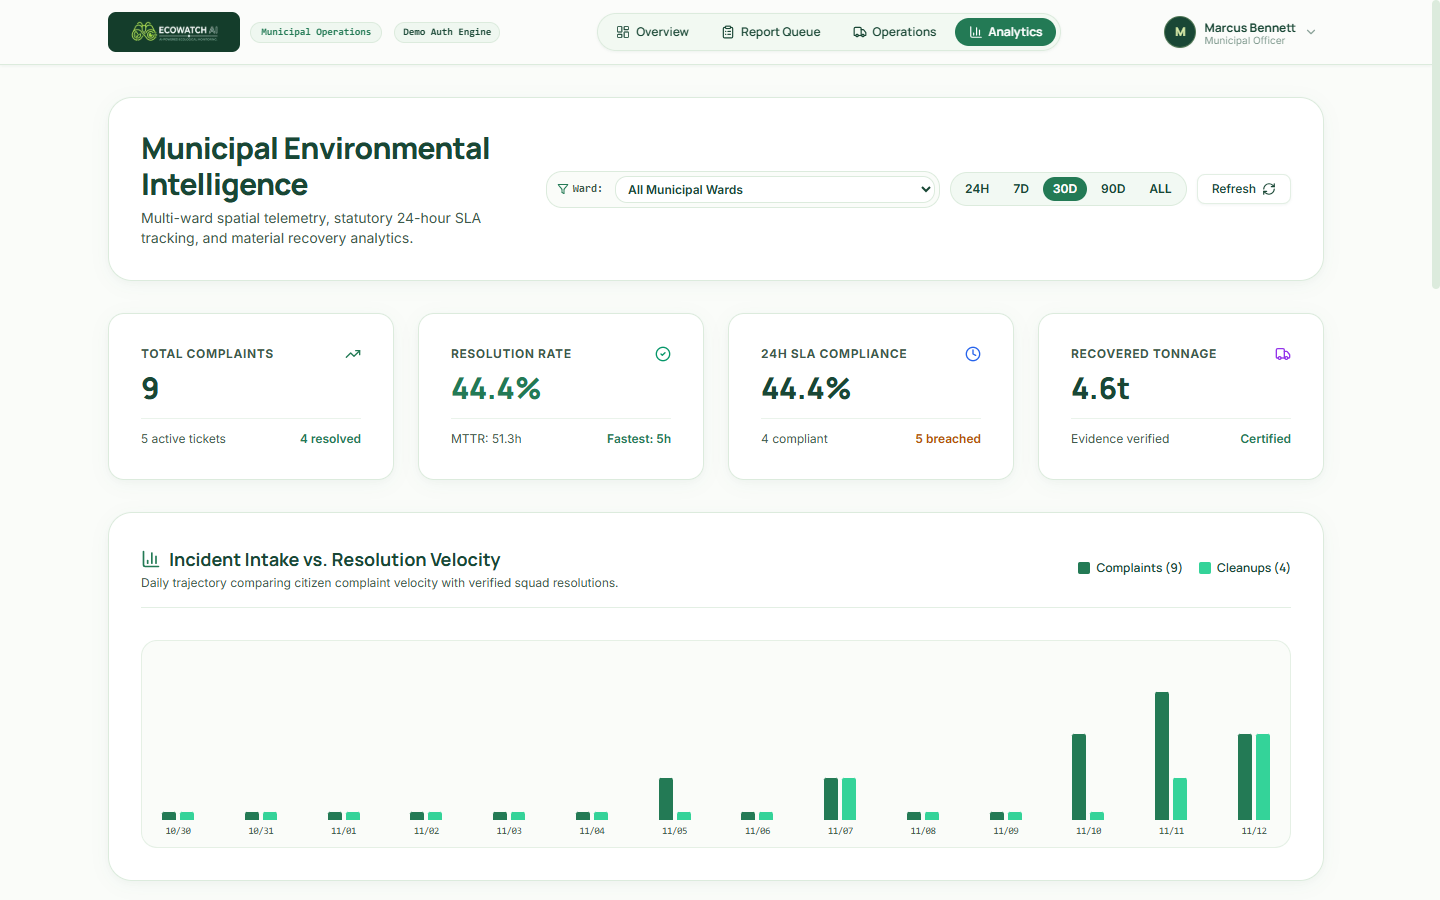 ECOWATCH AI
Municipal Operations
Demo Auth Engine
Overview
Report Queue
Operations
Analytics
M
Marcus Bennett
Municipal Officer
Municipal Environmental
Intelligence
Multi-ward spatial telemetry, statutory 24-hour SLA
tracking, and material recovery analytics.
Ward:
All Municipal Wards
24H
7D
30D
90D
ALL
Refresh
TOTAL COMPLAINTS
9
5 active tickets
4 resolved
RESOLUTION RATE
44.4%
MTTR: 51.3h
Fastest: 5h
24H SLA COMPLIANCE
44.4%
4 compliant
5 breached
RECOVERED TONNAGE
4.6t
Evidence verified
Certified
Incident Intake vs. Resolution Velocity
Daily trajectory comparing citizen complaint velocity with verified squad resolutions.
Complaints (9)
Cleanups (4)
10/30
10/31
11/01
11/02
11/03
11/04
11/05
11/06
11/07
11/08
11/09
11/10
11/11
11/12